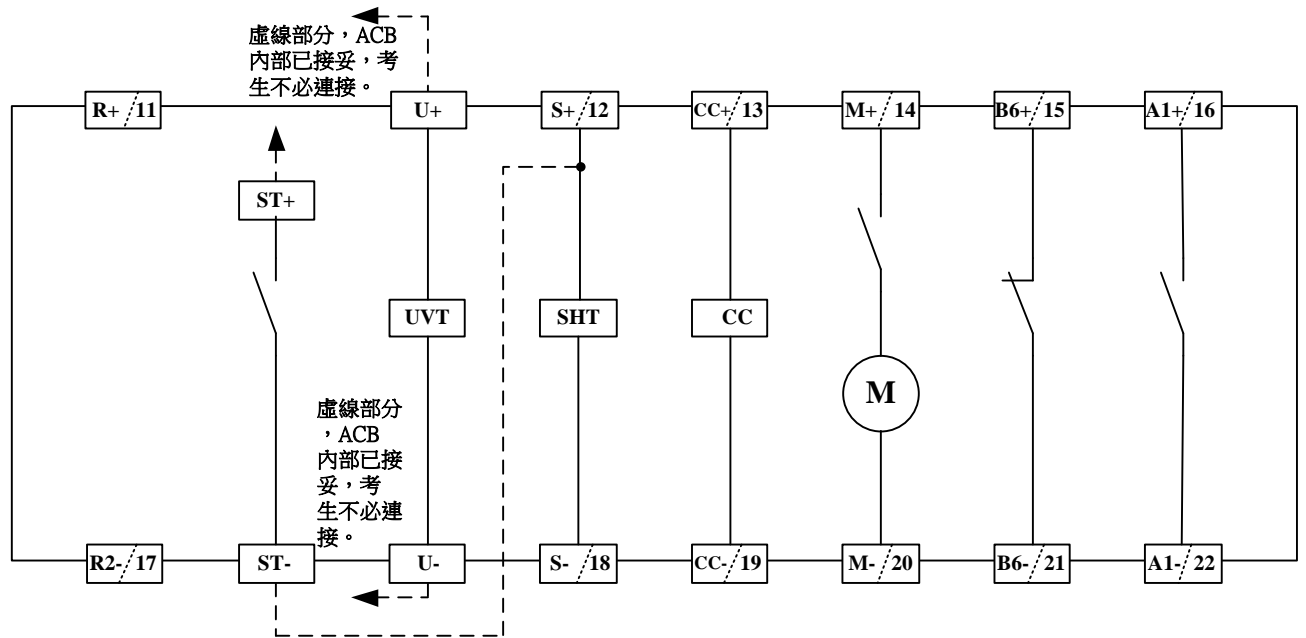 虛線部分，ACB
內部已接妥，考
生不必連接。
R+ 11
U+
S+ 12
CC+ 13
M+ 14
B6+ 15
A1+ 16
ST+
UVT
SHT
CC
M
虛線部分
，ACB
內部已接
妥，考
生不必連
接。
R2- 17
ST-
U-
S- 18
CC- 19
M- 20
B6- 21
A1- 22